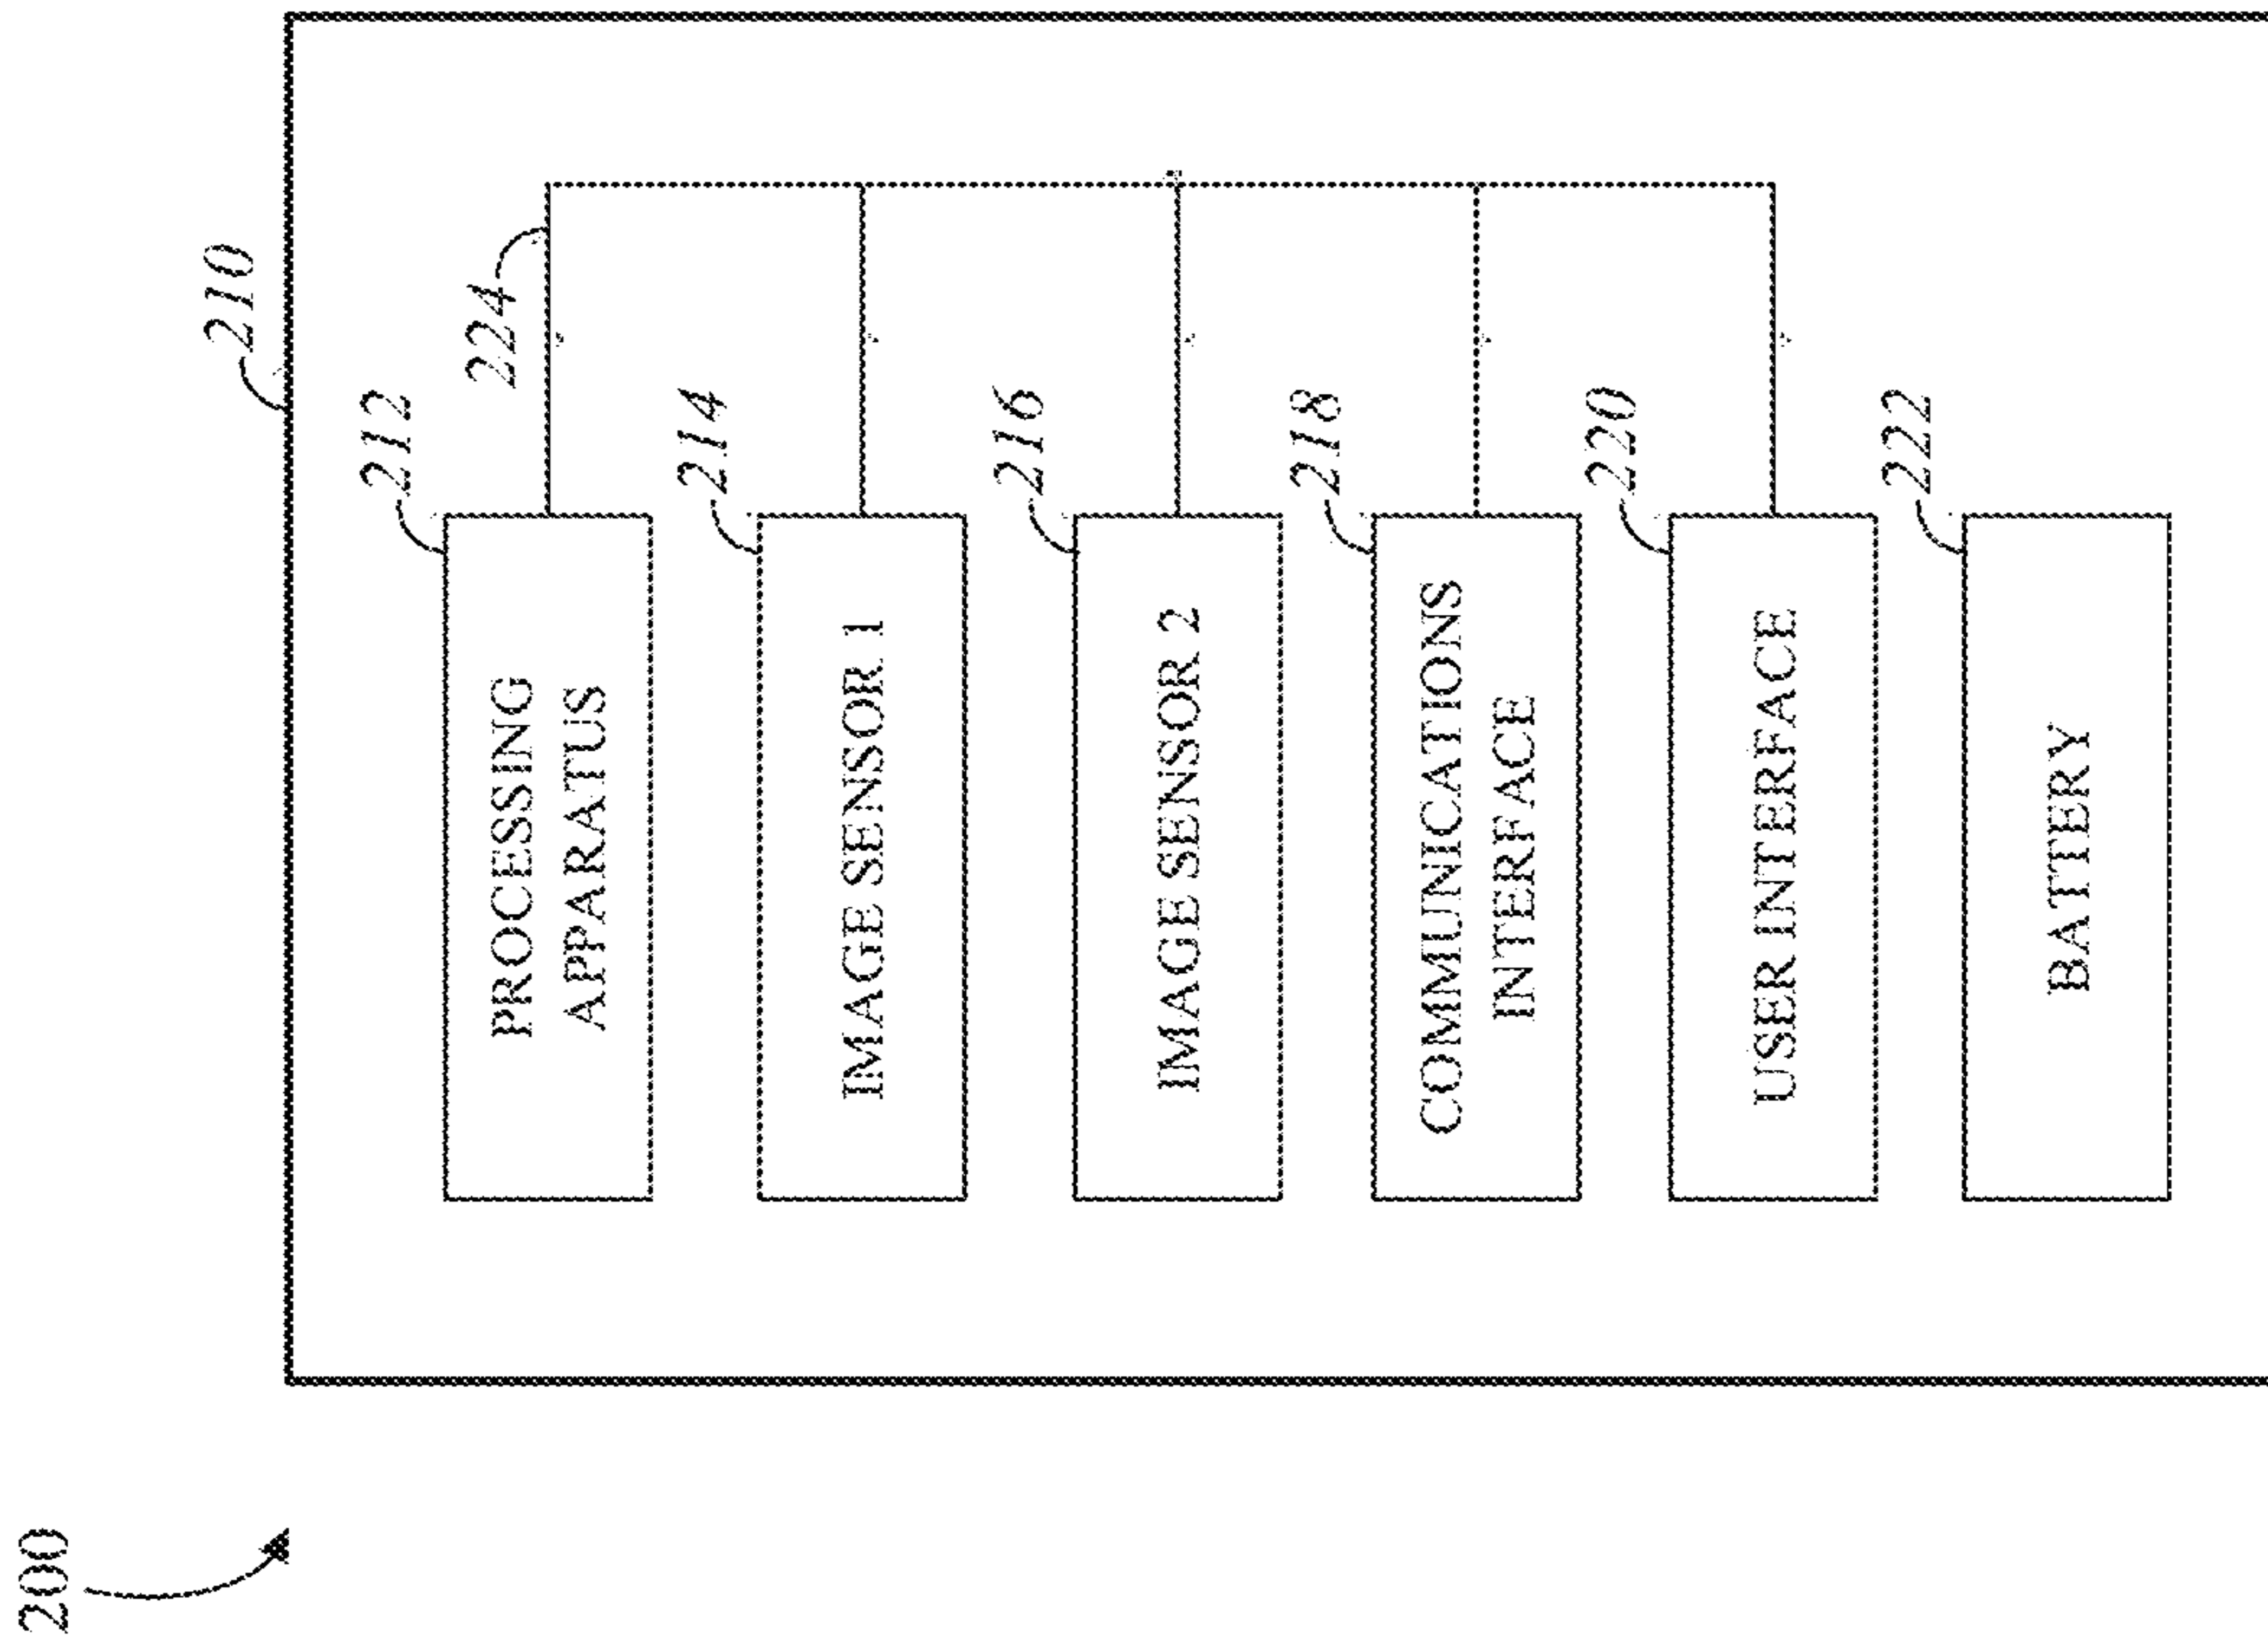 200
210
224
212
PROCESSING
APPARATUS
214
IMAGE SENSOR 1
216
IMAGE SENSOR 2
218
COMMUNICATIONS
INTERFACE
220
USER INTERFACE
222
BATTERY